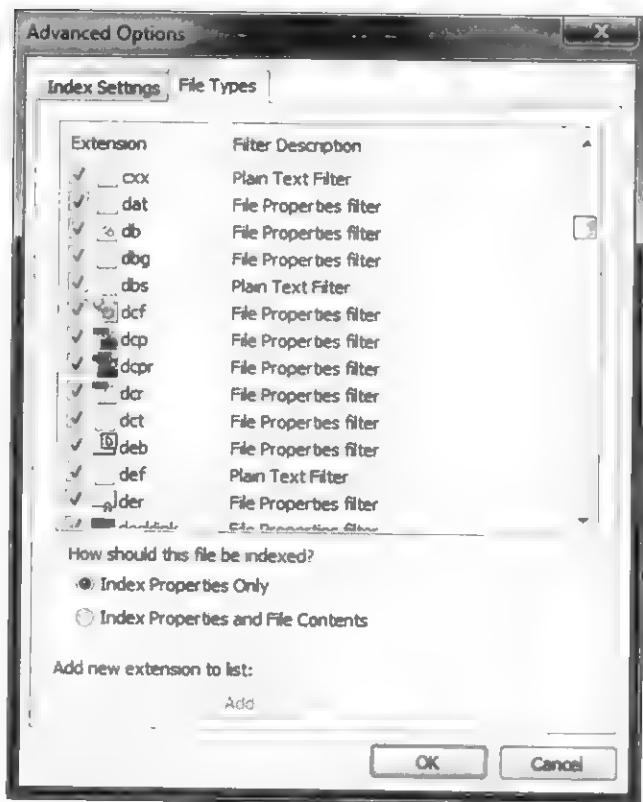 Advanced Options
Index Settings File Types
Extension Filter Description
cxx Plain Text Filter
dat File Properties filter
db File Properties filter
dbg File Properties filter
dbs Plain Text Filter
dcf File Properties filter
dcp File Properties filter
dcpr File Properties filter
dcr File Properties filter
dct File Properties filter
deb File Properties filter
def Plain Text Filter
der File Properties filter
desklink File Properties filter
How should this file be indexed?
Index Properties Only
Index Properties and File Contents
Add new extension to list:
Add
OK Cancel